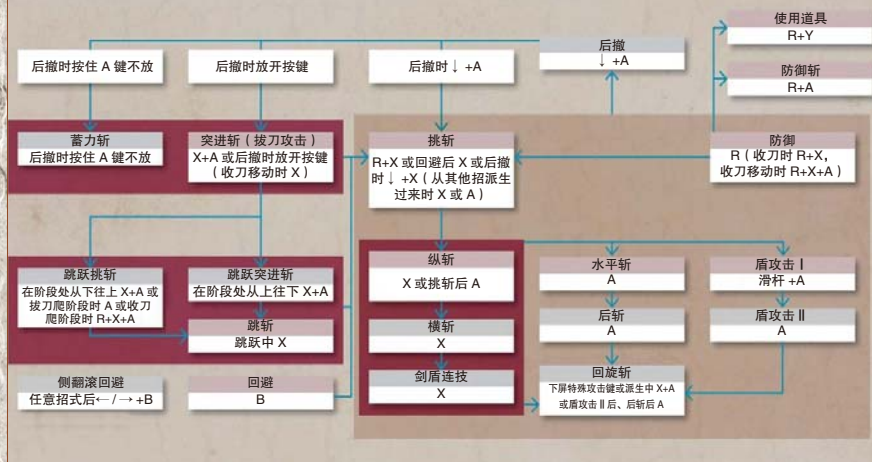 使用道具
R+Y
后撤
↓ +A
后撤时按住 A 键不放
后撤时放开按键
后撤时↓ +A
防御斩
R+A
蓄力斩
后撤时按住 A 键不放
突进斩（拔刀攻击）
X+A 或后撤时放开按键
（收刀移动时 X）
挑斩
R+X 或回避后 X 或后撤
时↓ +X（从其他招派生
过来时 X 或 A）
防御
R（收刀时 R+X，
收刀移动时 R+X+A）
跳跃挑斩
在阶段处从下往上 X+A 或
拔刀爬阶段时 A 或收刀
爬阶段时 R+X+A
跳跃突进斩
在阶段处从上往下 X+A
跳斩
跳跃中 X
纵斩
X 或挑斩后 A
水平斩
A
盾攻击Ⅰ
滑杆 +A
横斩
X
后斩
A
盾攻击Ⅱ
A
侧翻滚回避
任意招式后← / → +B
回避
B
剑盾连技
X
回旋斩
下屏特殊攻击键或派生中 X+A
或盾攻击Ⅱ后、后斩后 A